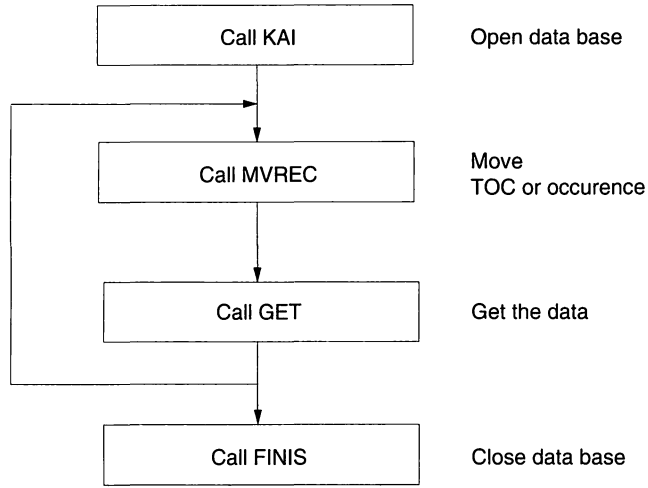 Call KAI
Open data base
Call MVREC
Move
TOC or occurence
Call GET
Get the data
Call FINIS
Close data base